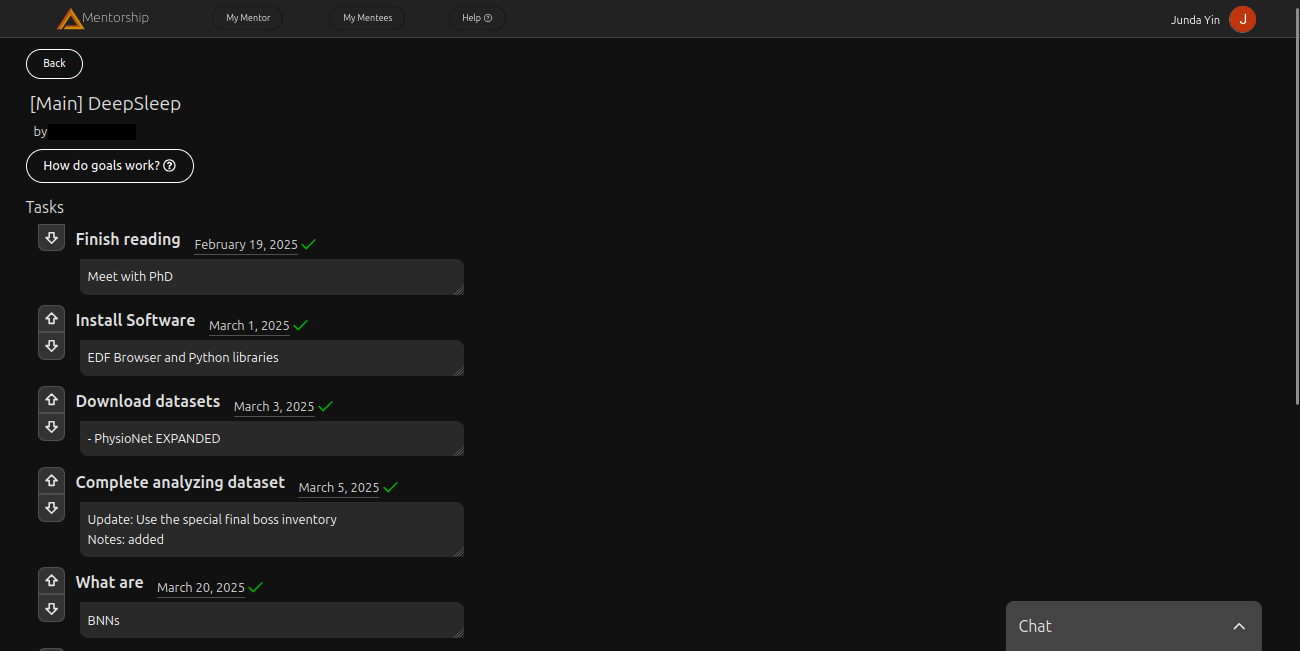 Mentorship
My Mentor
My Mentees
Help
Junda Yin
J
Back
[Main] DeepSleep
by
How do goals work?
Tasks
Finish reading February 19, 2025
Meet with PhD
Install Software March 1, 2025
EDF Browser and Python libraries
Download datasets March 3, 2025
- PhysioNet EXPANDED
Complete analyzing dataset March 5, 2025
Update: Use the special final boss inventory
Notes: added
What are March 20, 2025
BNNs
Chat